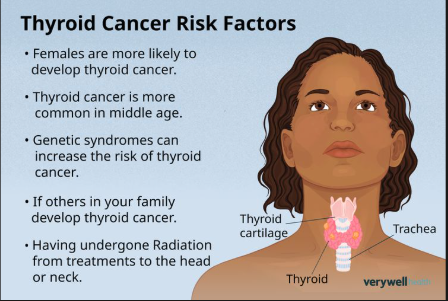 Thyroid Cancer Risk Factors
• Females are more likely to
develop thyroid cancer.
• Thyroid cancer is more
common in middle age.
• Genetic syndromes can
increase the risk of thyroid
cancer.
• If others in your family
develop thyroid cancer.
• Having undergone Radiation
from treatments to the head
or neck.
Thyroid
cartilage
Trachea
Thyroid
verywell